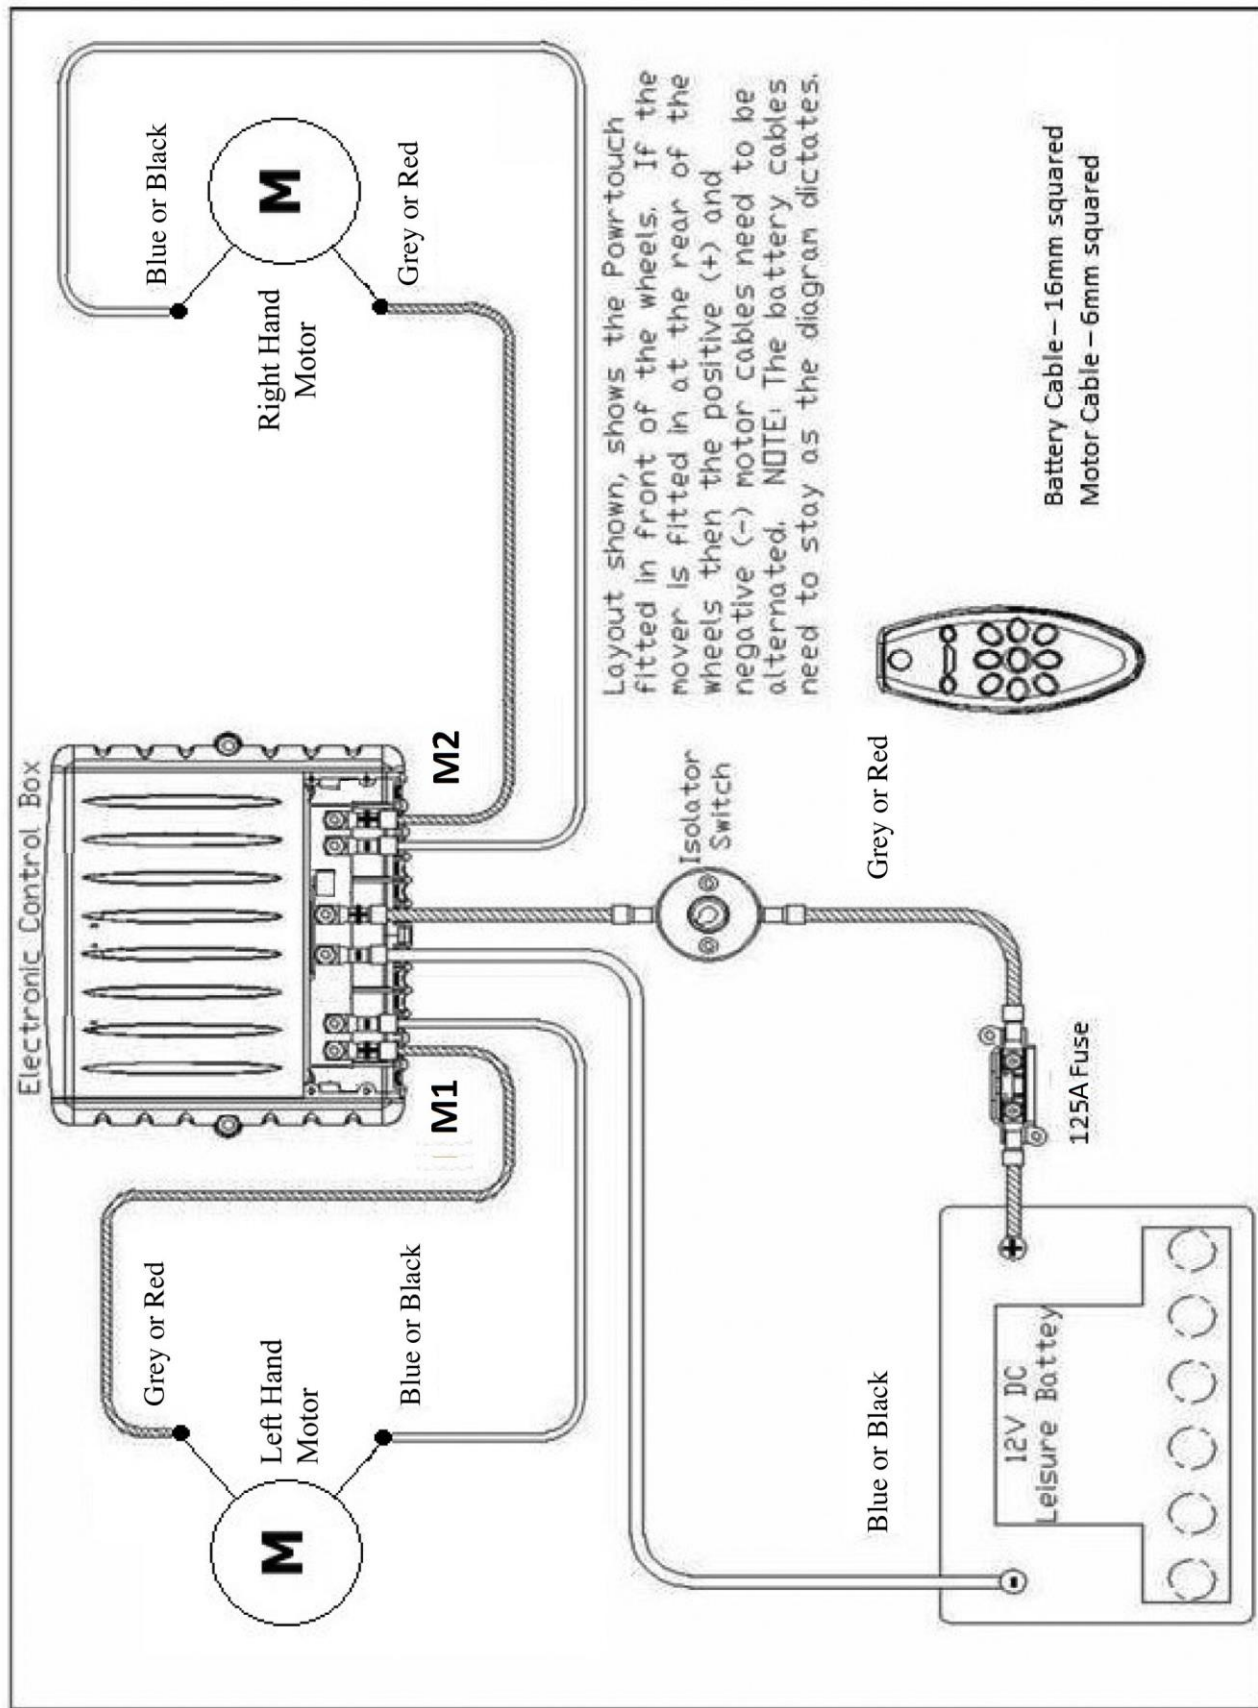 Electronic Control Box
Blue or Black
M
Grey or Red
Right Hand
Motor
Grey or Red
Left Hand
Motor
M
Blue or Black
M1
M2
+
-
-
+
-
+
Layout shown, shows the Powrtouch
fitted in front of the wheels. If the
mover is fitted in at the rear of the
wheels then the positive (+) and
negative (-) motor cables need to be
alternated. NOTE: The battery cables
need to stay as the diagram dictates.
Isolator
Switch
Grey or Red
Blue or Black
125A Fuse
-
+
12V DC
Leisure Battey
Battery Cable – 16mm squared
Motor Cable – 6mm squared